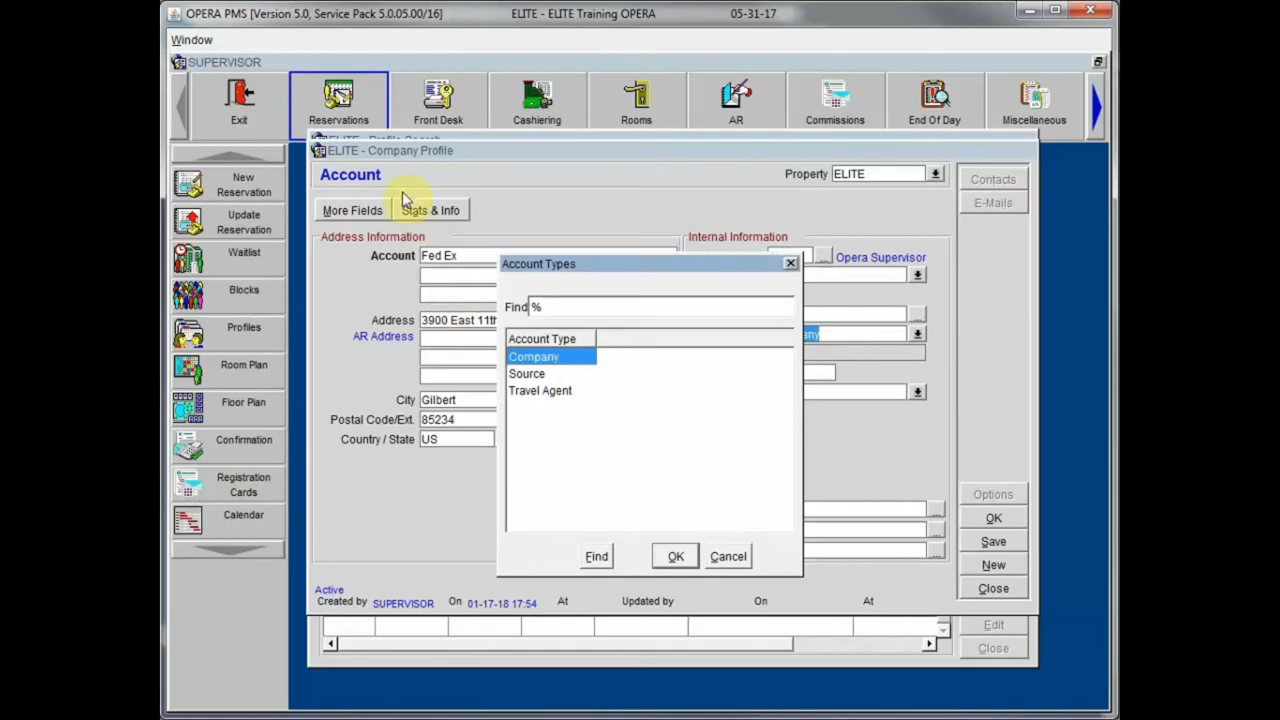 OPERA PMS [Version 5.0, Service Pack 5.0.05.00/16] ELITE - ELITE Training OPERA 05-31-17
Window
SUPERVISOR
Exit Reservations Front Desk Cashiering Rooms AR Commissions End Of Day Miscellaneous
ELITE - Profile Search
ELITE - Company Profile
Account Property ELITE Contacts
New Reservation
More Fields Stats & Info E-Mails
Update Reservation
Address Information Internal Information
Account Fed Ex ... Opera Supervisor
Waitlist
Blocks
Address 3900 East 11th ...
AR Address
Profiles
Room Plan
City Gilbert
Floor Plan
Postal Code/Ext. 85234
Country / State US
Confirmation
Registration Cards
Calendar
Account Types
Find %
Account Type
Company
Source
Travel Agent
Find OK Cancel
...
...
...
Options
OK
Save
New
Close
Active
Created by SUPERVISOR On 01-17-18 17:54 At Updated by On At
Edit
Close